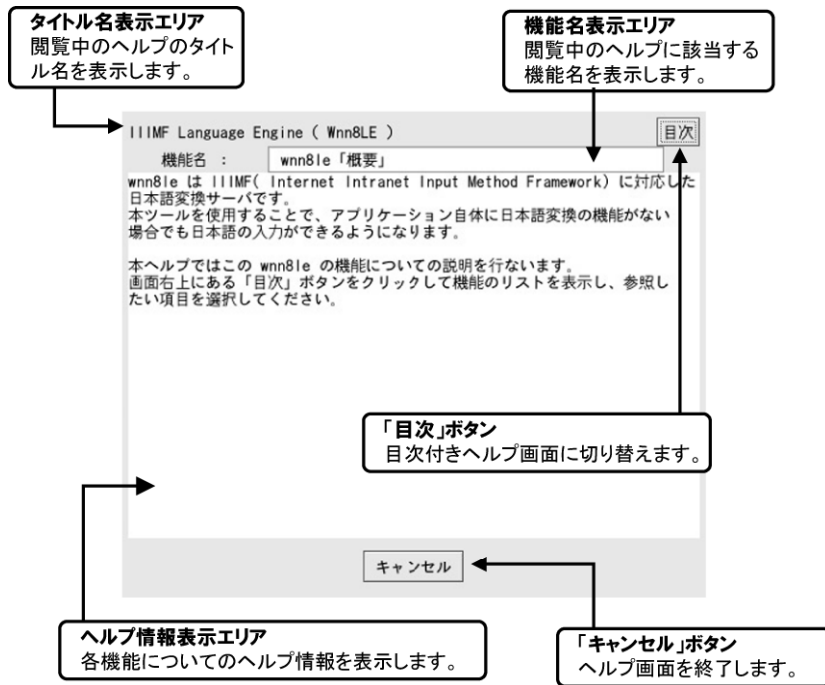 タイトル名表示エリア
閲覧中のヘルプのタイト
ル名を表示します。
機能名表示エリア
閲覧中のヘルプに該当する
機能名を表示します。
IIIMF Language Engine ( Wnn8LE )
目次
機能名 :
wnn8le「概要」
wnn8le は IIIMF( Internet Intranet Input Method Framework) に対応した
日本語変換サーバです。
本ツールを使用することで、アプリケーション自体に日本語変換の機能がない
場合でも日本語の入力ができるようになります。
本ヘルプではこの wnn8le の機能についての説明を行ないます。
画面右上にある「目次」ボタンをクリックして機能のリストを表示し、参照し
たい項目を選択してください。
「目次」ボタン
目次付きヘルプ画面に切り替えます。
キャンセル
ヘルプ情報表示エリア
各機能についてのヘルプ情報を表示します。
「キャンセル」ボタン
ヘルプ画面を終了します。